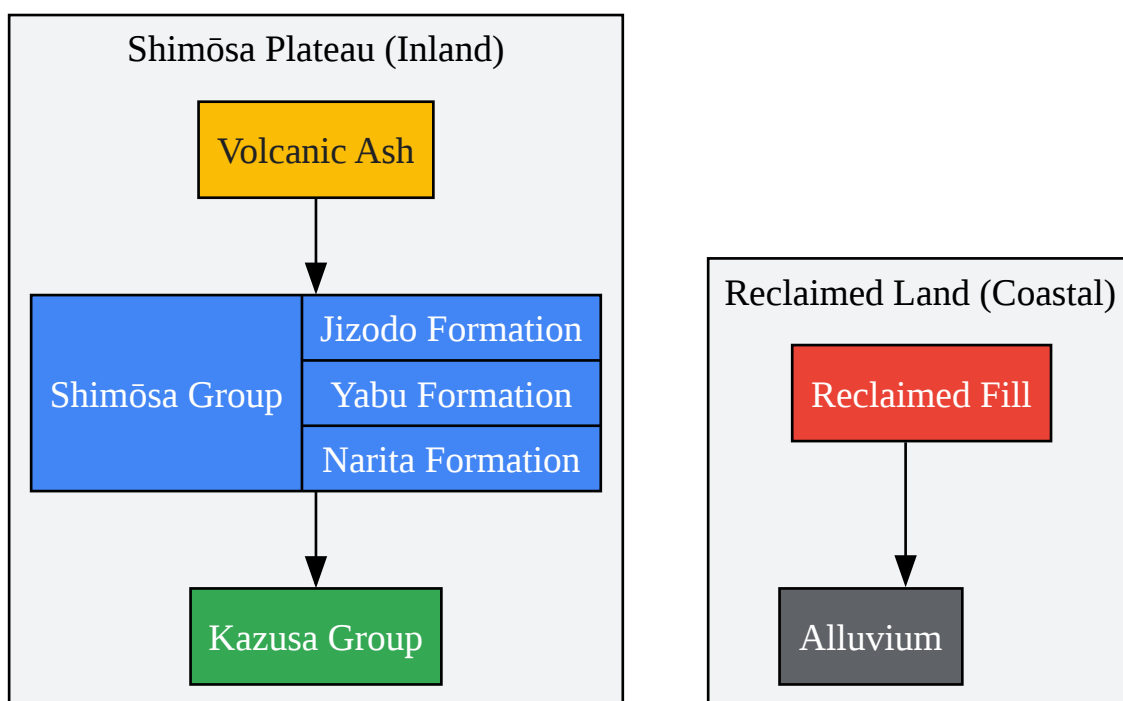 Shimōsa Plateau (Inland)
Volcanic Ash
Shimōsa Group
Jizodo Formation
Yabu Formation
Narita Formation
Kazusa Group
Reclaimed Land (Coastal)
Reclaimed Fill
Alluvium